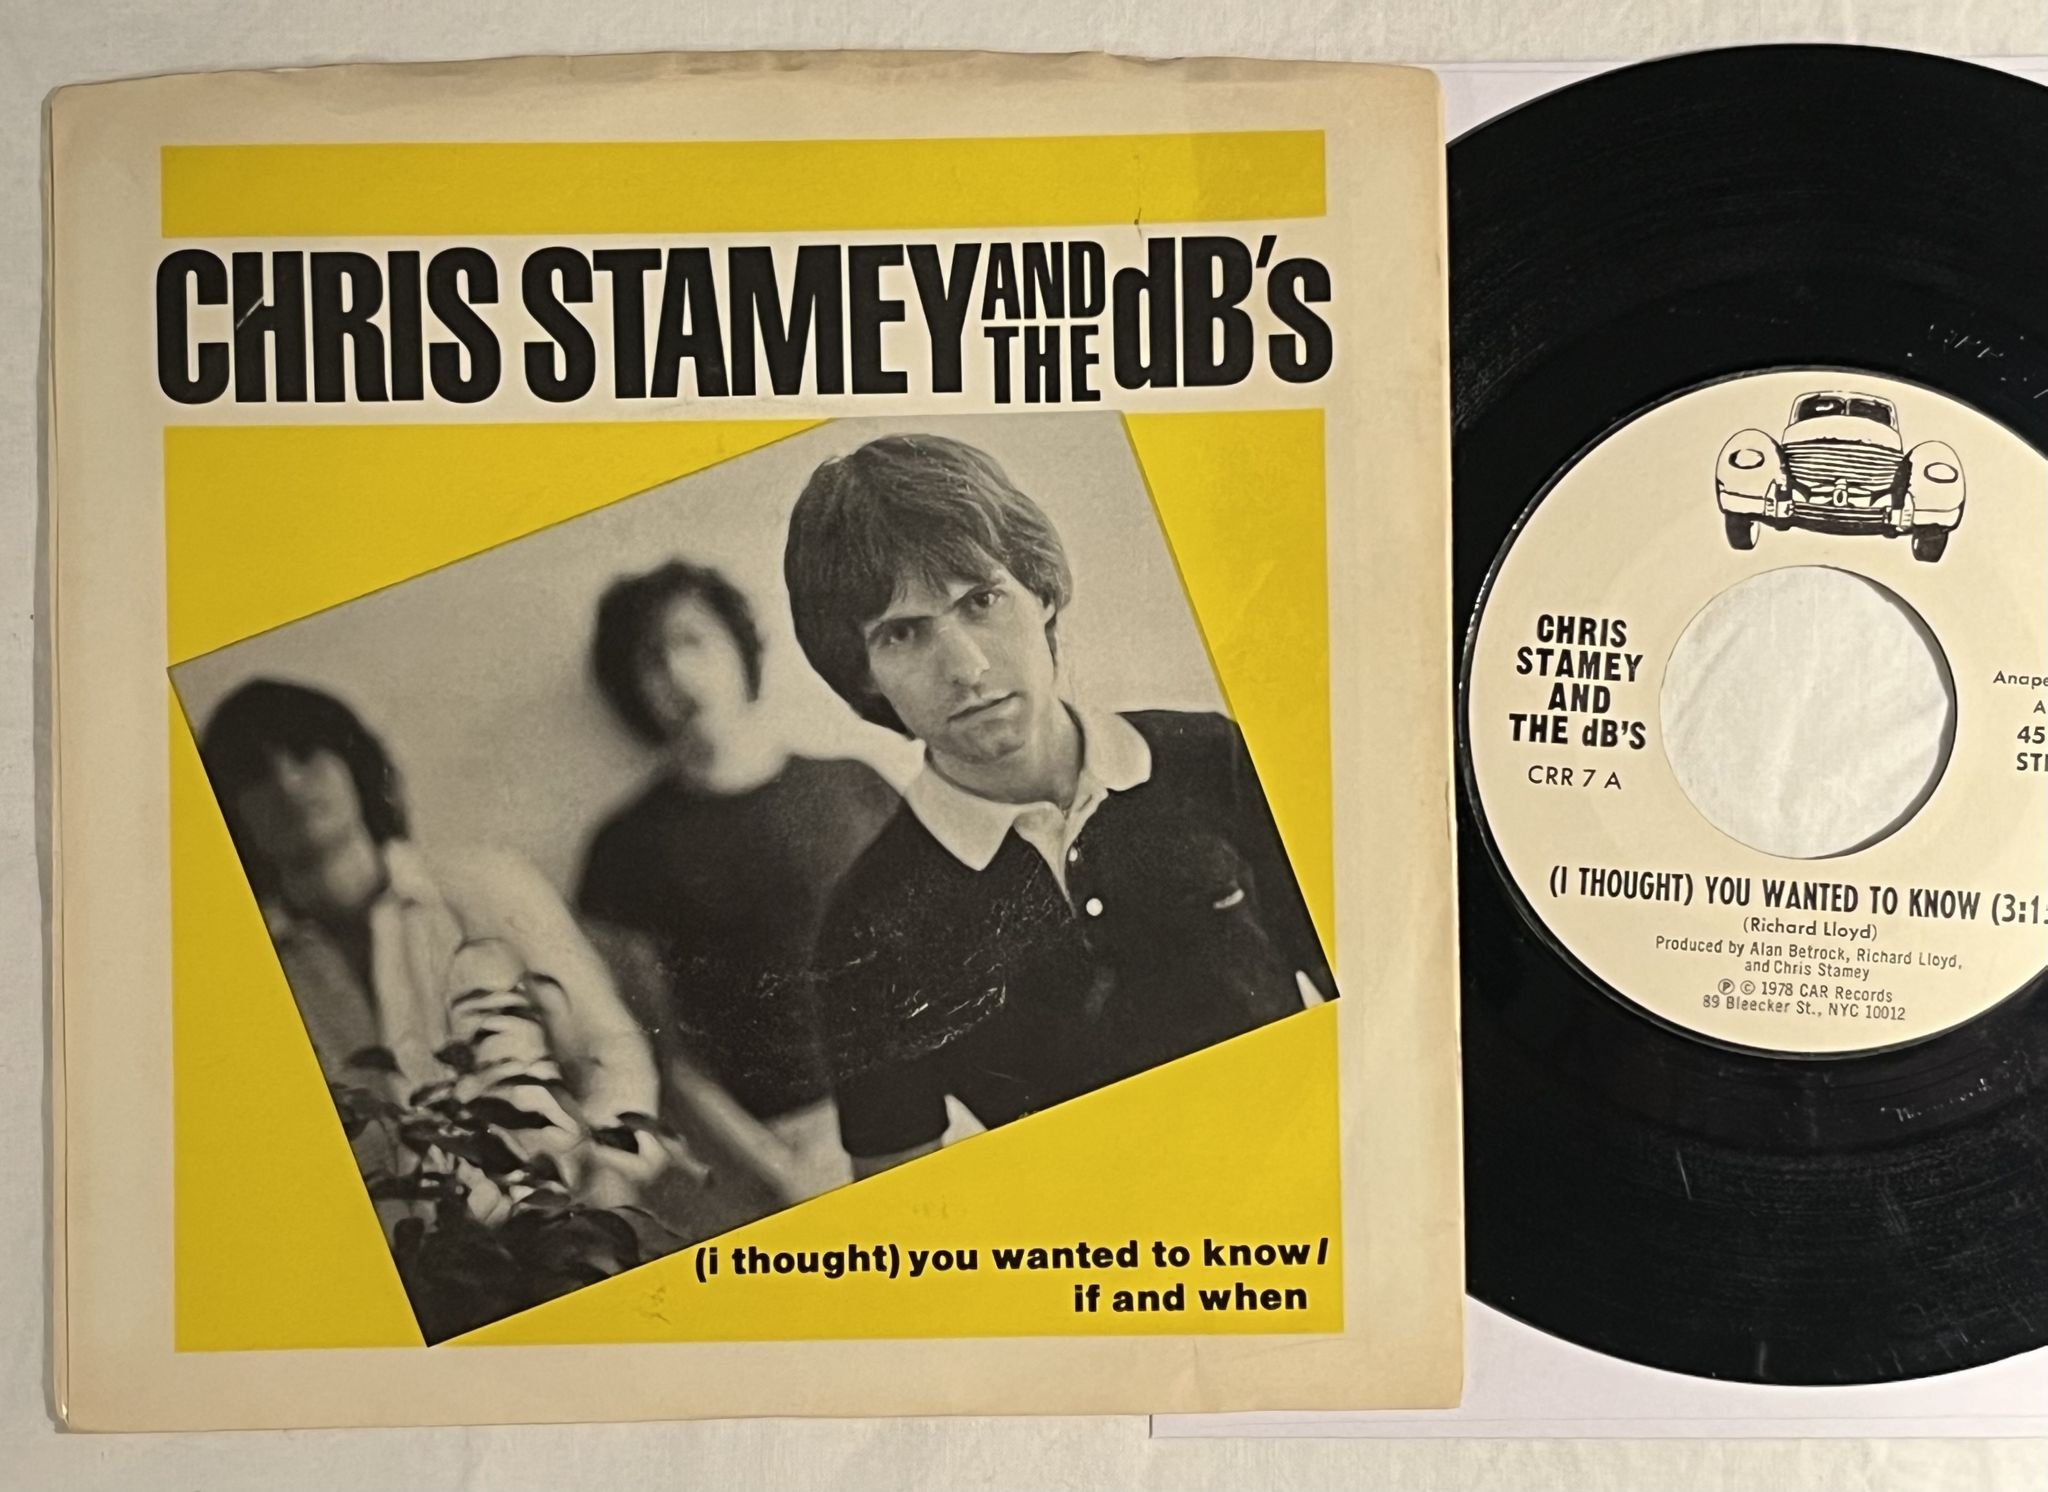 CHRIS STAMEY AND THE dB's
(i thought) you wanted to know/
if and when
CHRIS
STAMEY
AND
THE dB'S
CRR 7 A
45
(I THOUGHT) YOU WANTED TO KNOW
(Richard Lloyd)
Produced by Alan Betrock, Richard Lloyd,
and Chris Stamey
℗ © 1978 CAR Records
89 Bleecker St., NYC 10012